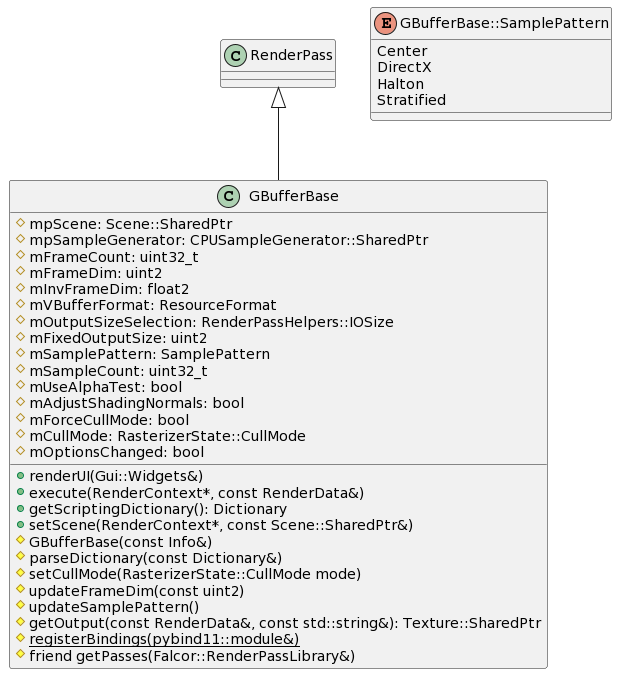 C RenderPass
E GBufferBase::SamplePattern
Center
DirectX
Halton
Stratified
C GBufferBase
mpScene: Scene::SharedPtr
mpSampleGenerator: CPUSampleGenerator::SharedPtr
mFrameCount: uint32_t
mFrameDim: uint2
mInvFrameDim: float2
mVBufferFormat: ResourceFormat
mOutputSizeSelection: RenderPassHelpers::IOSize
mFixedOutputSize: uint2
mSamplePattern: SamplePattern
mSampleCount: uint32_t
mUseAlphaTest: bool
mAdjustShadingNormals: bool
mForceCullMode: bool
mCullMode: RasterizerState::CullMode
mOptionsChanged: bool
renderUI(Gui::Widgets&)
execute(RenderContext*, const RenderData&)
getScriptingDictionary(): Dictionary
setScene(RenderContext*, const Scene::SharedPtr&)
GBufferBase(const Info&)
parseDictionary(const Dictionary&)
setCullMode(RasterizerState::CullMode mode)
updateFrameDim(const uint2)
updateSamplePattern()
getOutput(const RenderData&, const std::string&): Texture::SharedPtr
registerBindings(pybind11::module&)
friend getPasses(Falcor::RenderPassLibrary&)